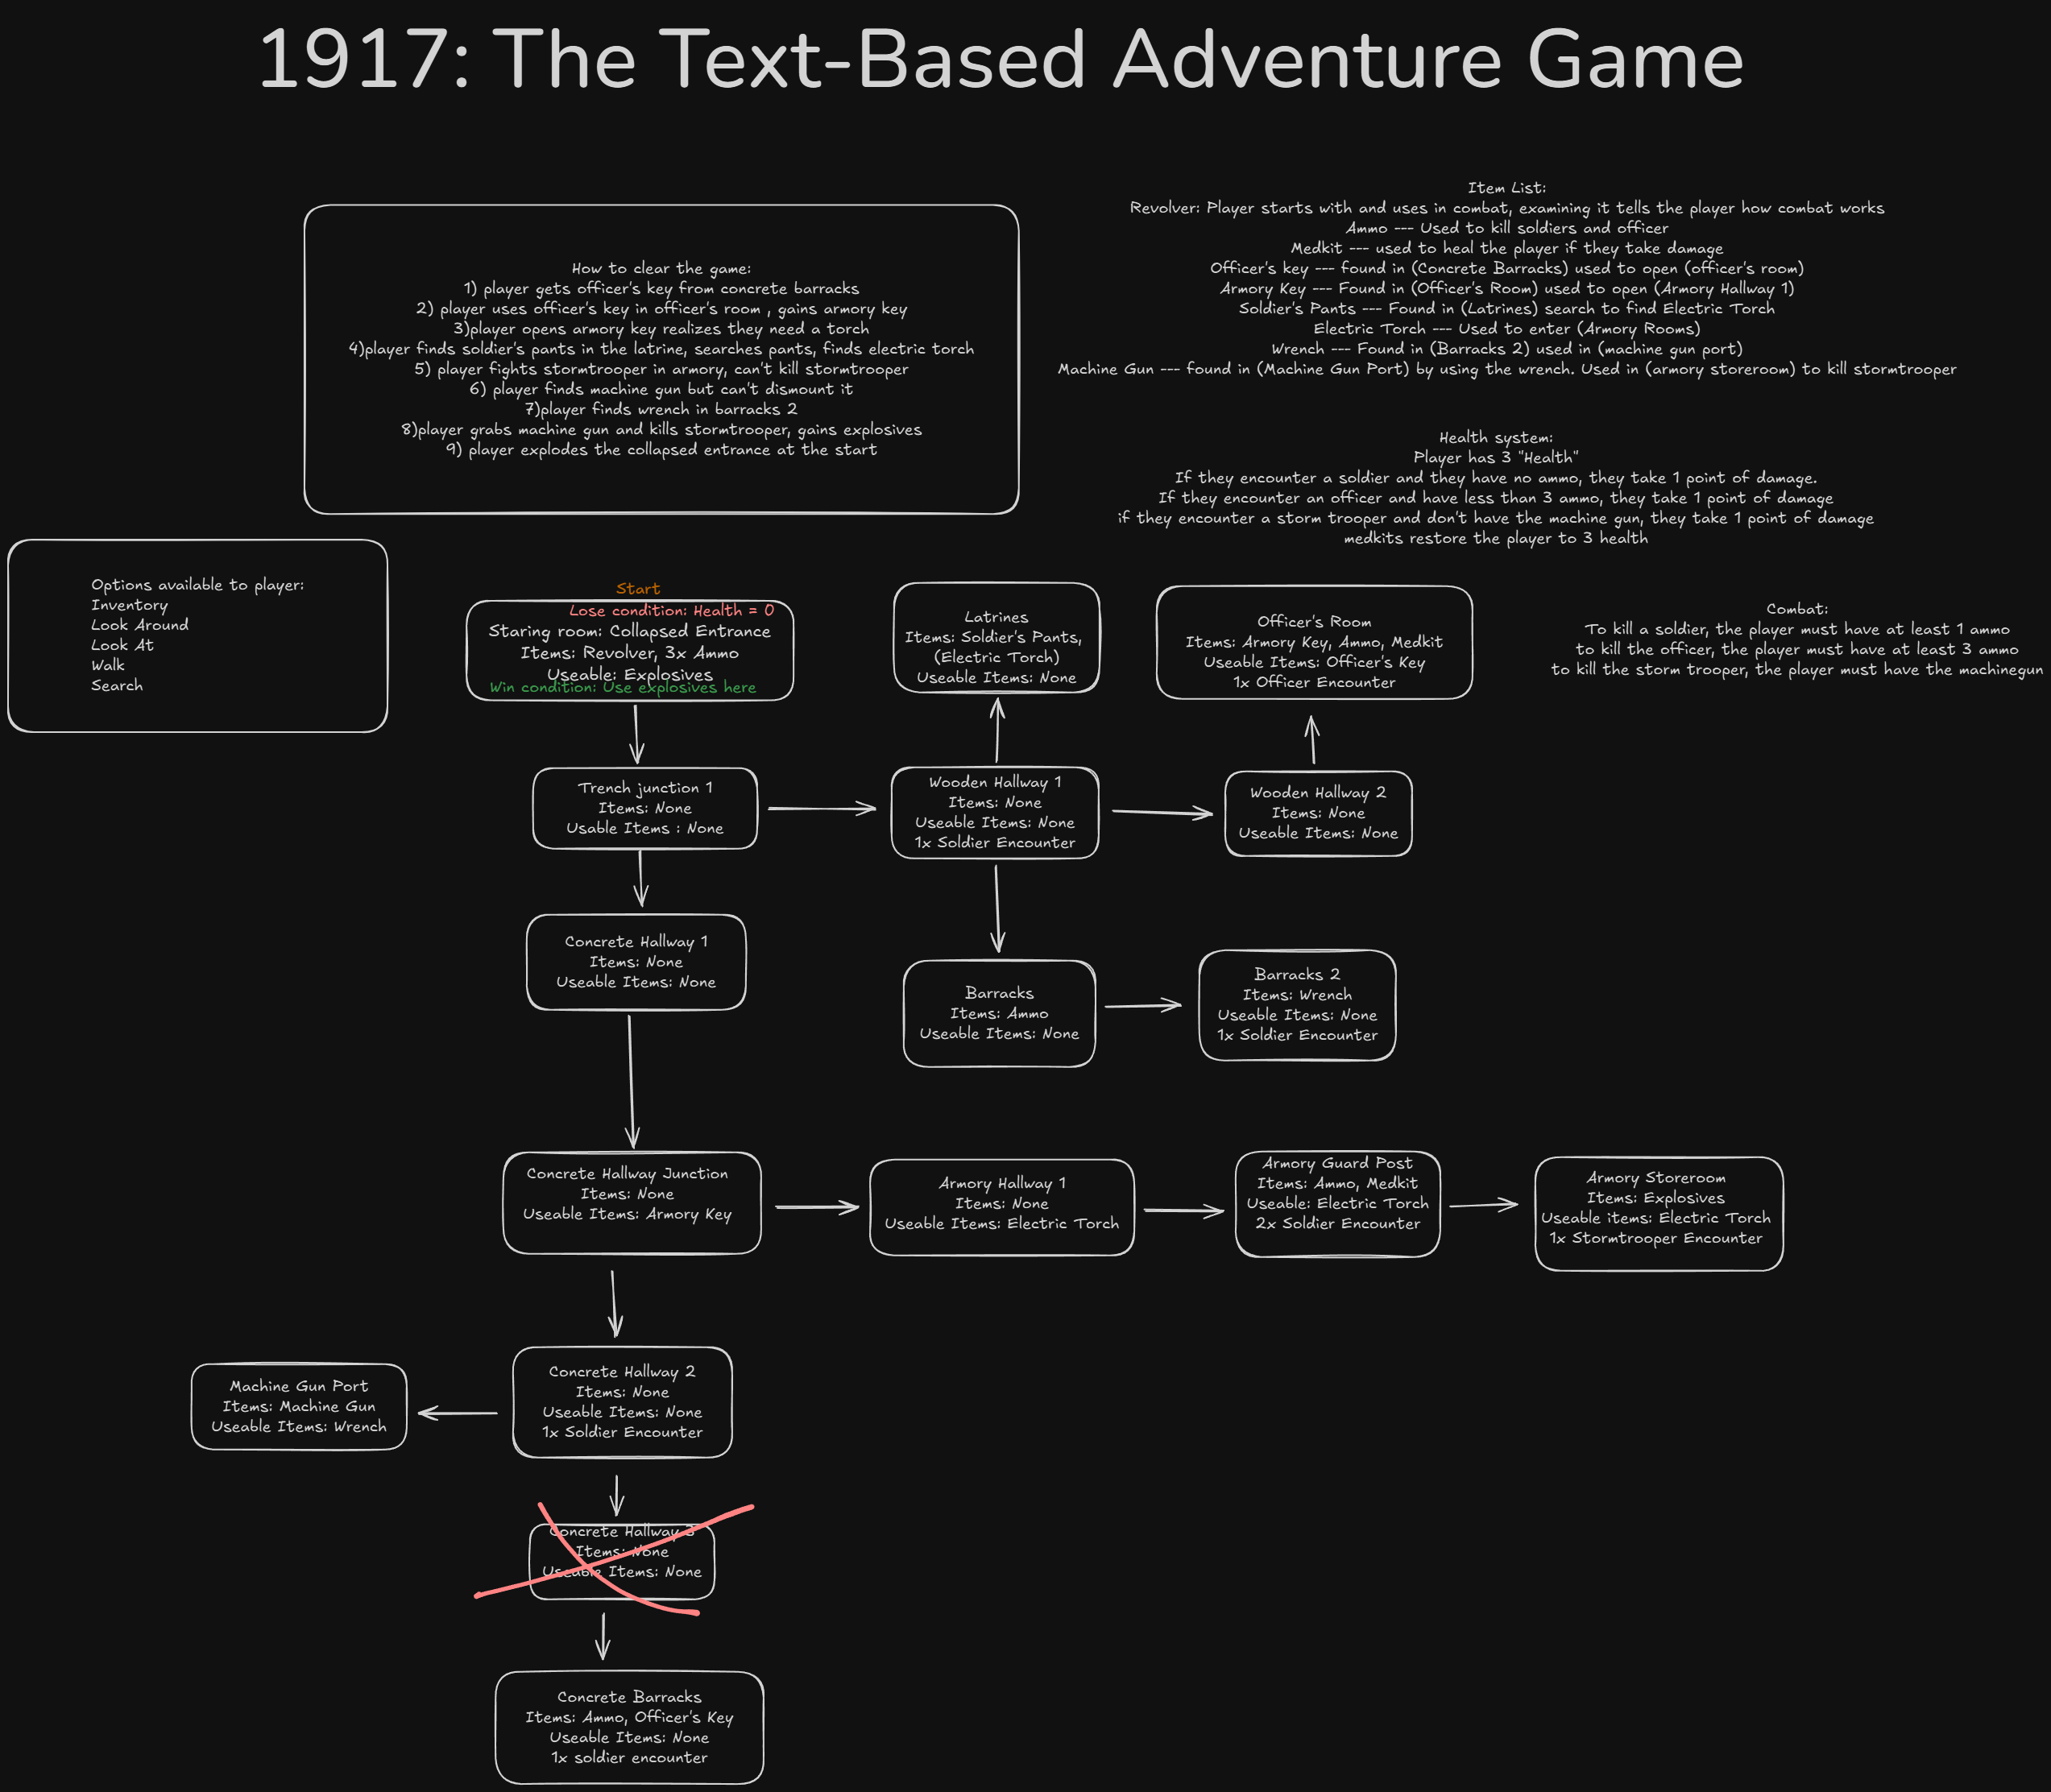 1917: The Text-Based Adventure Game
How to clear the game:
1) player gets officer's key from concrete barracks
2) player uses officer's key in officer's room , gains armory key
3)player opens armory key realizes they need a torch
4)player finds soldier's pants in the latrine, searches pants, finds electric torch
5) player fights stormtrooper in armory, can't kill stormtrooper
6) player finds machine gun but can't dismount it
7)player finds wrench in barracks 2
8)player grabs machine gun and kills stormtrooper, gains explosives
9) player explodes the collapsed entrance at the start
Item List:
Revolver: Player starts with and uses in combat, examining it tells the player how combat works
Ammo --- Used to kill soldiers and officer
Medkit --- used to heal the player if they take damage
Officer's key --- found in (Concrete Barracks) used to open (officer's room)
Armory Key --- Found in (Officer's Room) used to open (Armory Hallway 1)
Soldier's Pants --- Found in (Latrines) search to find Electric Torch
Electric Torch --- Used to enter (Armory Rooms)
Wrench --- Found in (Barracks 2) used in (machine gun port)
Machine Gun --- found in (Machine Gun Port) by using the wrench. Used in (armory storeroom) to kill stormtrooper
Health system:
Player has 3 "Health"
If they encounter a soldier and they have no ammo, they take 1 point of damage.
If they encounter an officer and have less than 3 ammo, they take 1 point of damage
if they encounter a storm trooper and don't have the machine gun, they take 1 point of damage
medkits restore the player to 3 health
Options available to player:
Inventory
Look Around
Look At
Walk
Search
Start
Lose condition: Health = 0
Staring room: Collapsed Entrance
Items: Revolver, 3x Ammo
Useable: Explosives
Win condition: Use explosives here
Latrines
Items: Soldier's Pants,
(Electric Torch)
Useable Items: None
Officer's Room
Items: Armory Key, Ammo, Medkit
Useable Items: Officer's Key
1x Officer Encounter
Combat:
To kill a soldier, the player must have at least 1 ammo
to kill the officer, the player must have at least 3 ammo
to kill the storm trooper, the player must have the machinegun
Trench junction 1
Items: None
Usable Items : None
Wooden Hallway 1
Items: None
Useable Items: None
1x Soldier Encounter
Wooden Hallway 2
Items: None
Useable Items: None
Concrete Hallway 1
Items: None
Useable Items: None
Barracks
Items: Ammo
Useable Items: None
Barracks 2
Items: Wrench
Useable Items: None
1x Soldier Encounter
Concrete Hallway Junction
Items: None
Useable Items: Armory Key
Armory Hallway 1
Items: None
Useable Items: Electric Torch
Armory Guard Post
Items: Ammo, Medkit
Useable: Electric Torch
2x Soldier Encounter
Armory Storeroom
Items: Explosives
Useable items: Electric Torch
1x Stormtrooper Encounter
Machine Gun Port
Items: Machine Gun
Useable Items: Wrench
Concrete Hallway 2
Items: None
Useable Items: None
1x Soldier Encounter
Concrete Hallway 3
Items: None
Useable Items: None
Concrete Barracks
Items: Ammo, Officer's Key
Useable Items: None
1x soldier encounter